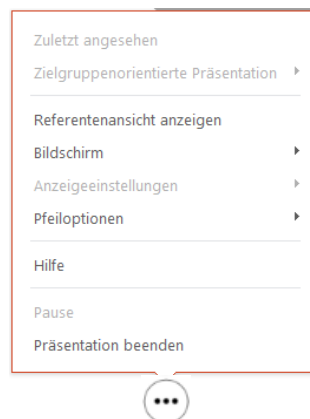 Zuletzt angesehen
Zielgruppenorientierte Präsentation
Referentenansicht anzeigen
Bildschirm
Anzeigeeinstellungen
Pfeiloptionen
Hilfe
Pause
Präsentation beenden